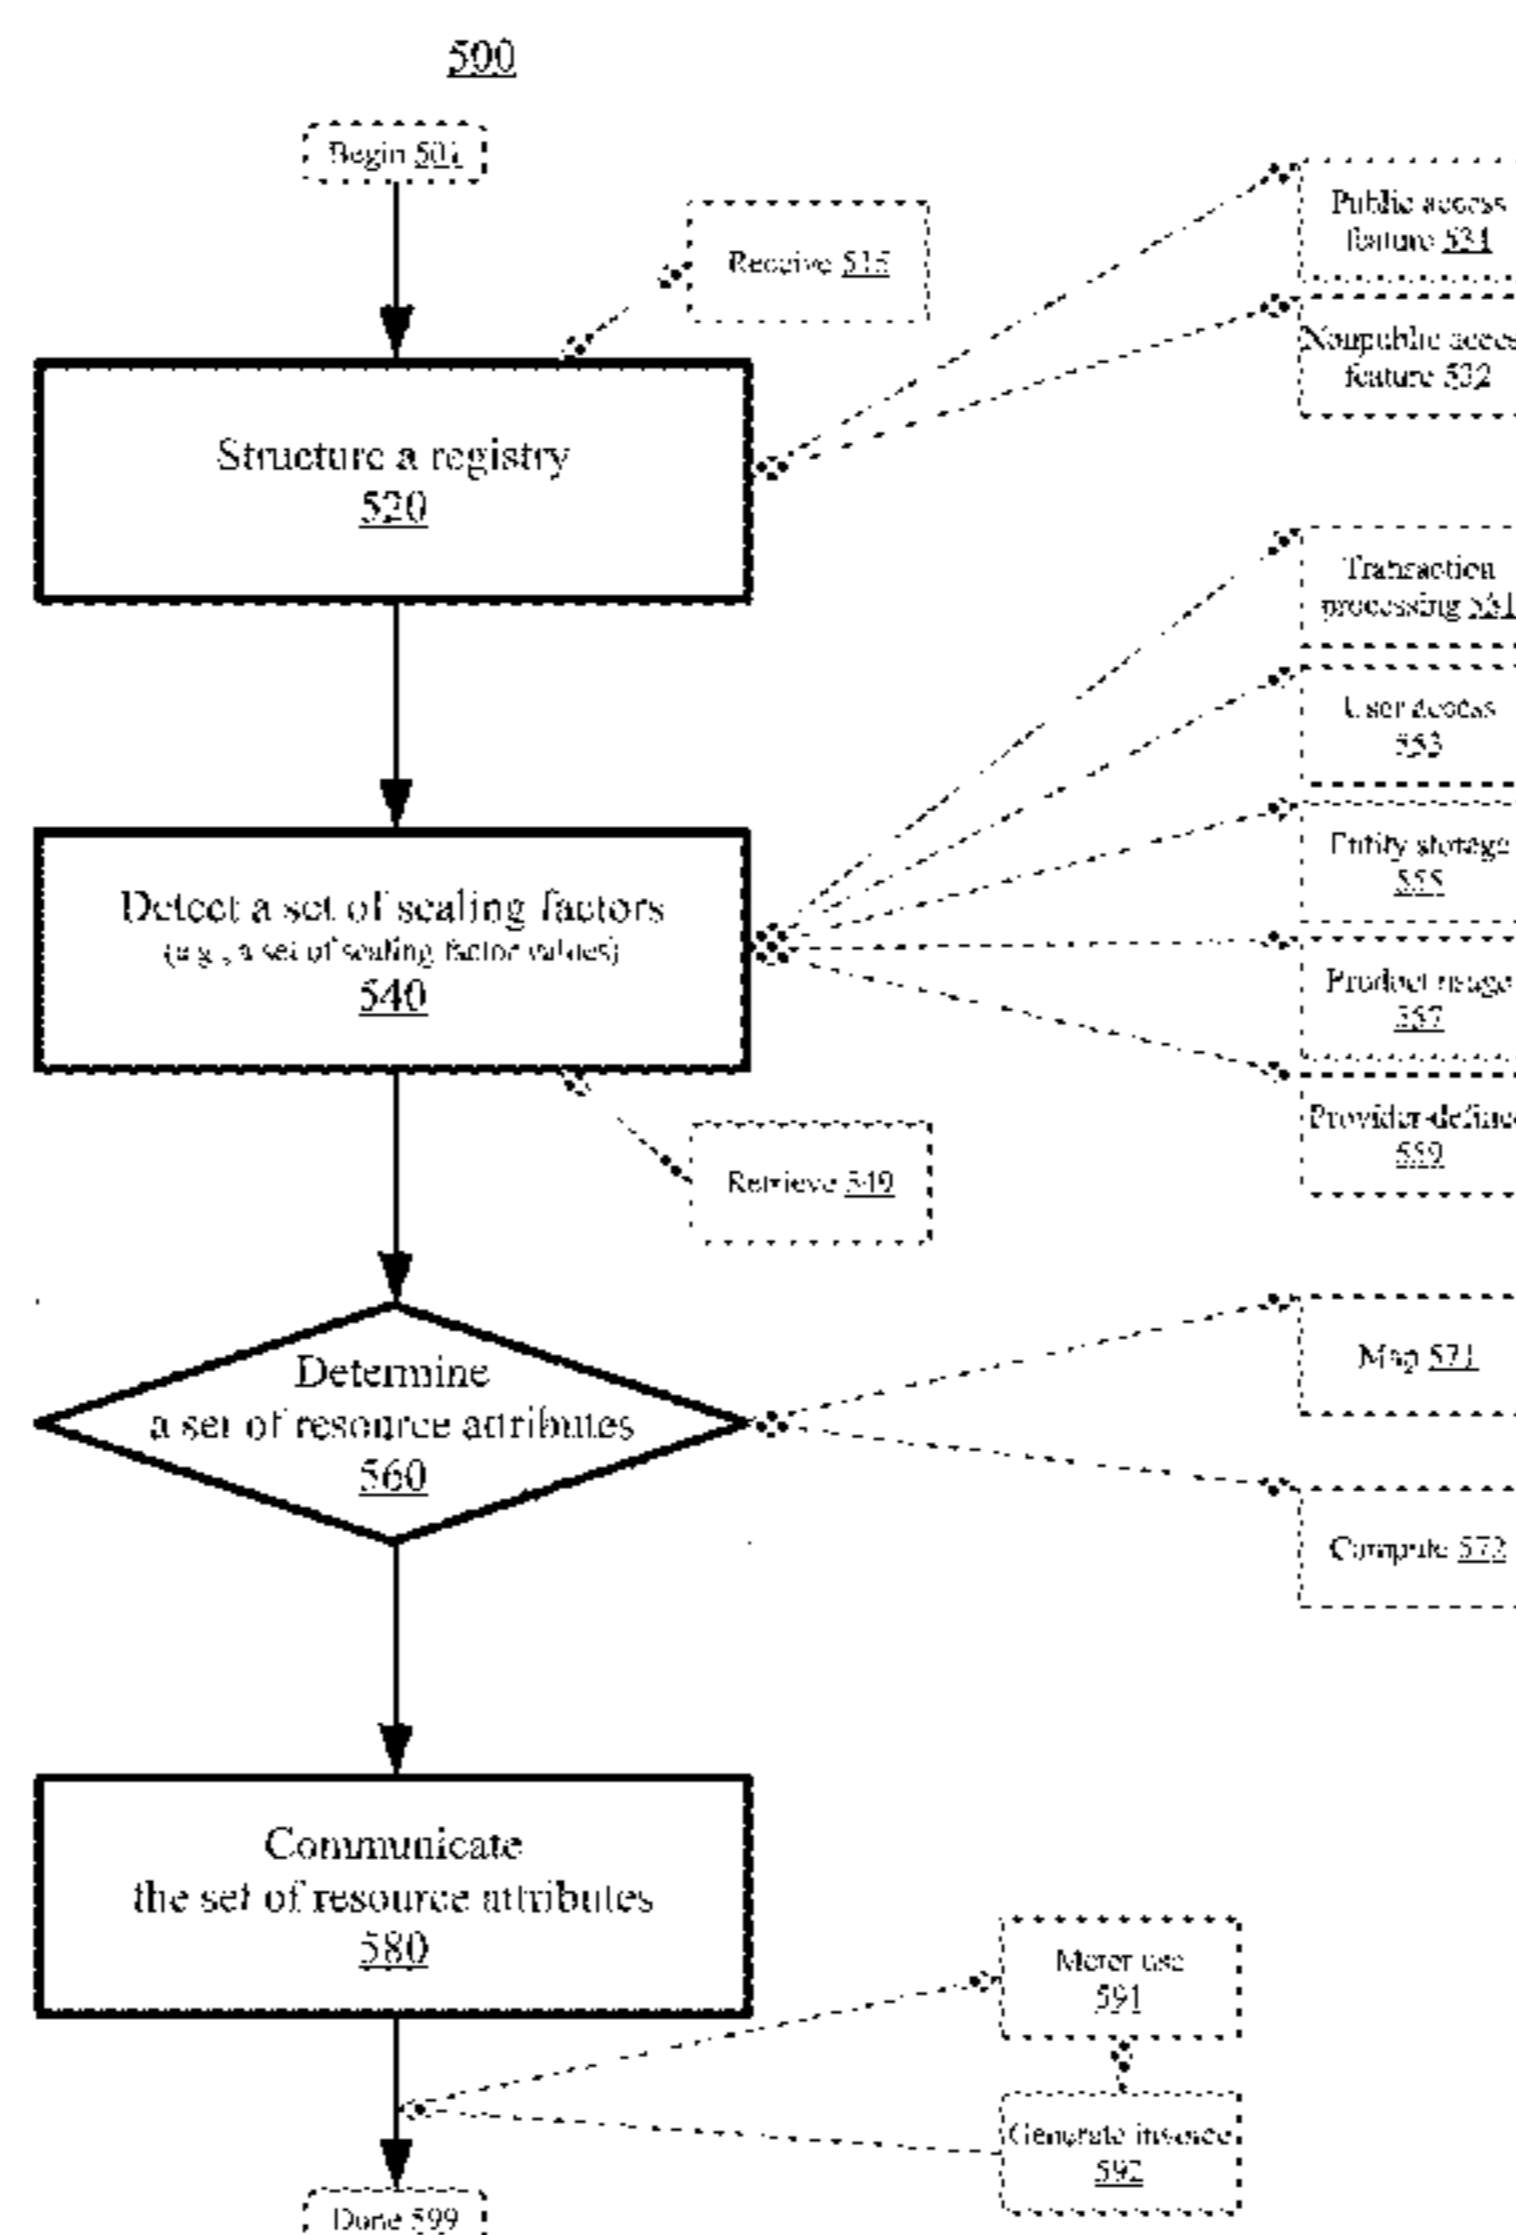 500
Begin 501
Receive 515
Public access
feature 531
Nonpublic acces
feature 532
Structure a registry
520
Transaction
processing 551
User access
553
Entity storage
555
Product usage
557
Provider-define
559
Detect a set of scaling factors
(e.g., a set of scaling factor values)
540
Retrieve 549
Determine
a set of resource attributes
560
Map 571
Compute 572
Communicate
the set of resource attributes
580
Meter use
591
Generate invoice
592
Done 599